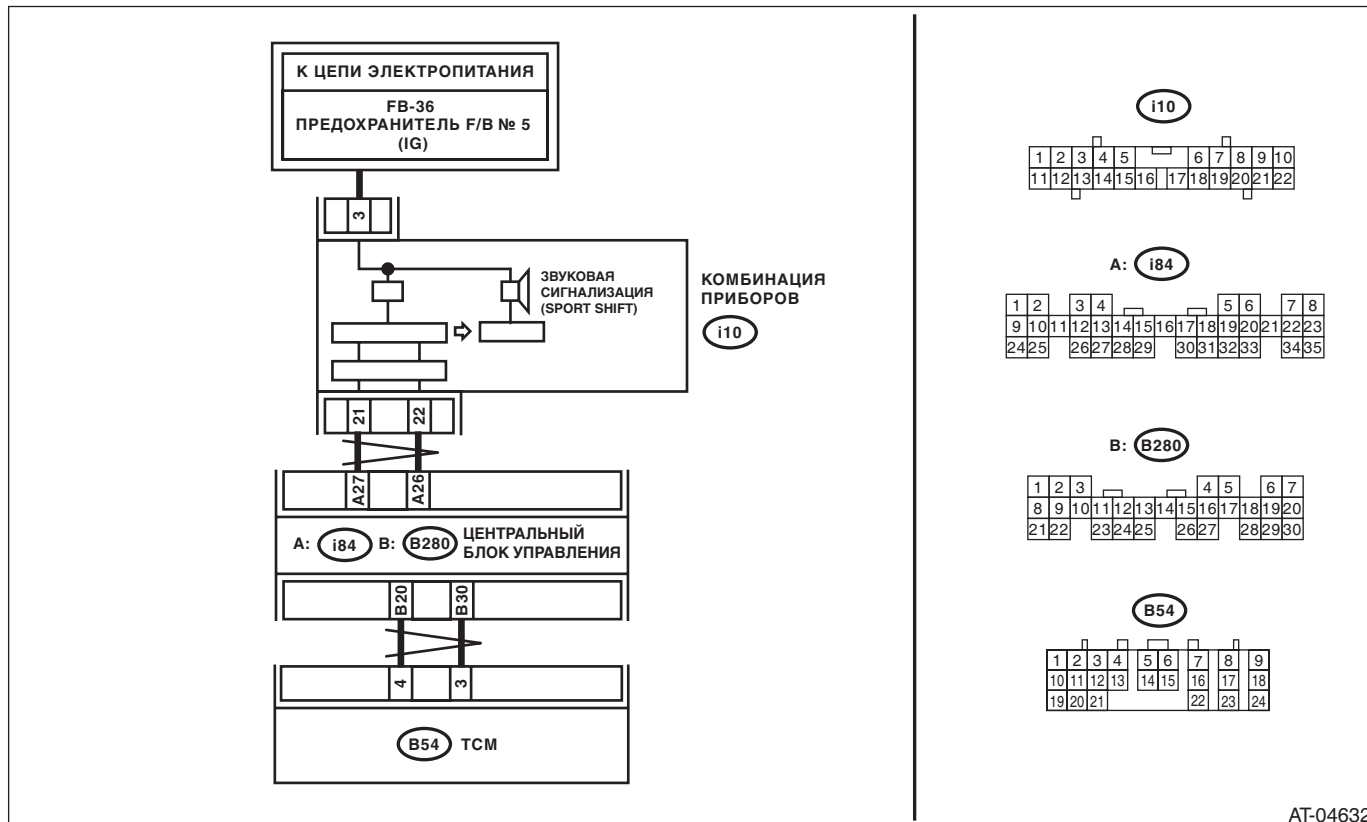 К ЦЕПИ ЭЛЕКТРОПИТАНИЯ
FB-36
ПРЕДОХРАНИТЕЛЬ F/B № 5
(IG)
3
ЗВУКОВАЯ
СИГНАЛИЗАЦИЯ
(SPORT SHIFT)
КОМБИНАЦИЯ
ПРИБОРОВ
i10
21 22
A27 A26
A: i84 B: B280 ЦЕНТРАЛЬНЫЙ
БЛОК УПРАВЛЕНИЯ
B20 B30
4 3
B54 TCM
i10
1 2 3 4 5 6 7 8 9 10
11 12 13 14 15 16 17 18 19 20 21 22
A: i84
1 2 3 4 5 6 7 8
9 10 11 12 13 14 15 16 17 18 19 20 21 22 23
24 25 26 27 28 29 30 31 32 33 34 35
B: B280
1 2 3 4 5 6 7
8 9 10 11 12 13 14 15 16 17 18 19 20
21 22 23 24 25 26 27 28 29 30
B54
1 2 3 4 5 6 7 8 9
10 11 12 13 14 15 16 17 18
19 20 21 22 23 24
AT-04632